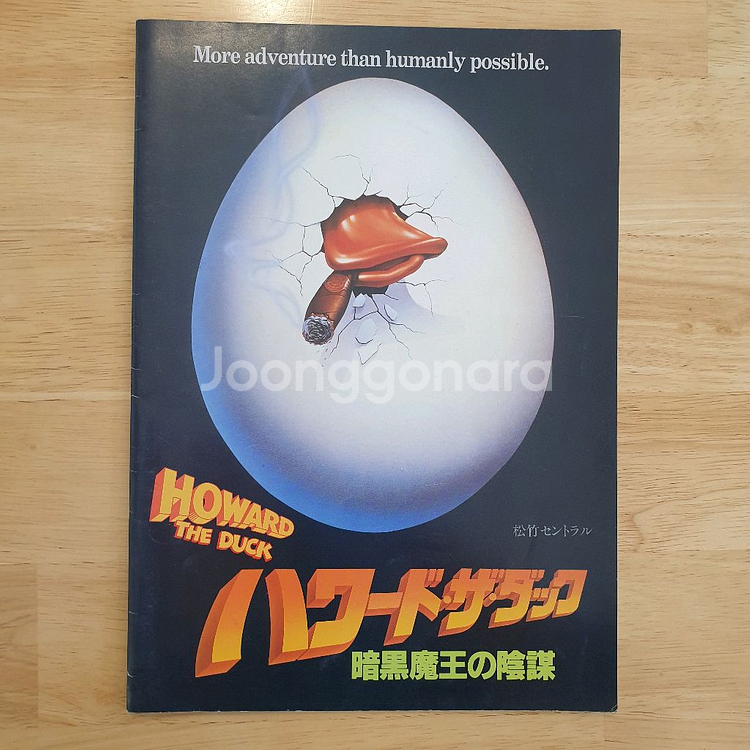 More adventure than humanly possible.
Joonggonara
松竹セントラル
HOWARD
THE DUCK
ハワード・ザ・ダック
暗黒魔王の陰謀